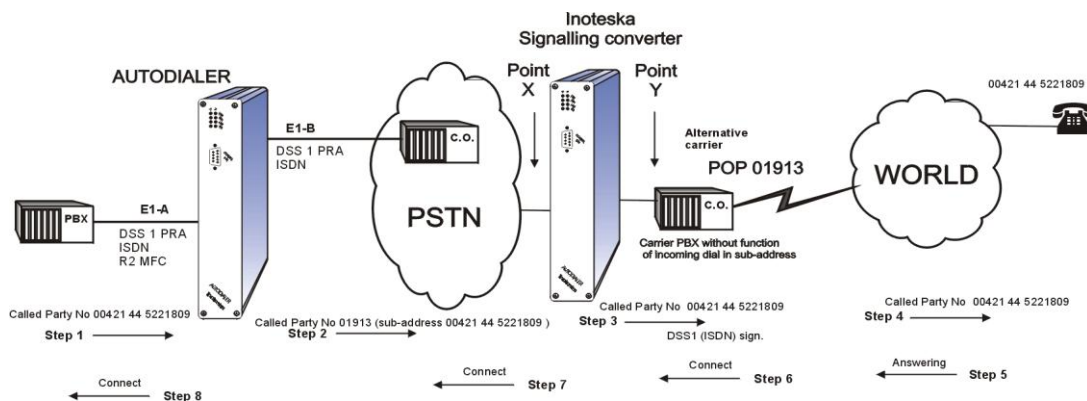 Inoteska
Signalling converter
AUTODIALER
Point
X
Point
Y
00421 44 5221809
E1-B
DSS 1 PRA
ISDN
C.O.
Alternative
carrier
POP 01913
WORLD
PBX
E1-A
DSS 1 PRA
ISDN
R2 MFC
PSTN
C.O.
Carrier PBX without function
of incoming dial in sub-address
AUTODIALER
AUTODIALER
Called Party No 00421 44 5221809
Step 1
Called Party No 01913 (sub-address 00421 44 5221809 )
Step 2
Called Party No 00421 44 5221809
Step 3
DSS1 (ISDN) sign.
Called Party No 00421 44 5221809
Step 4
Connect
Step 8
Connect
Step 7
Connect
Step 6
Answering
Step 5